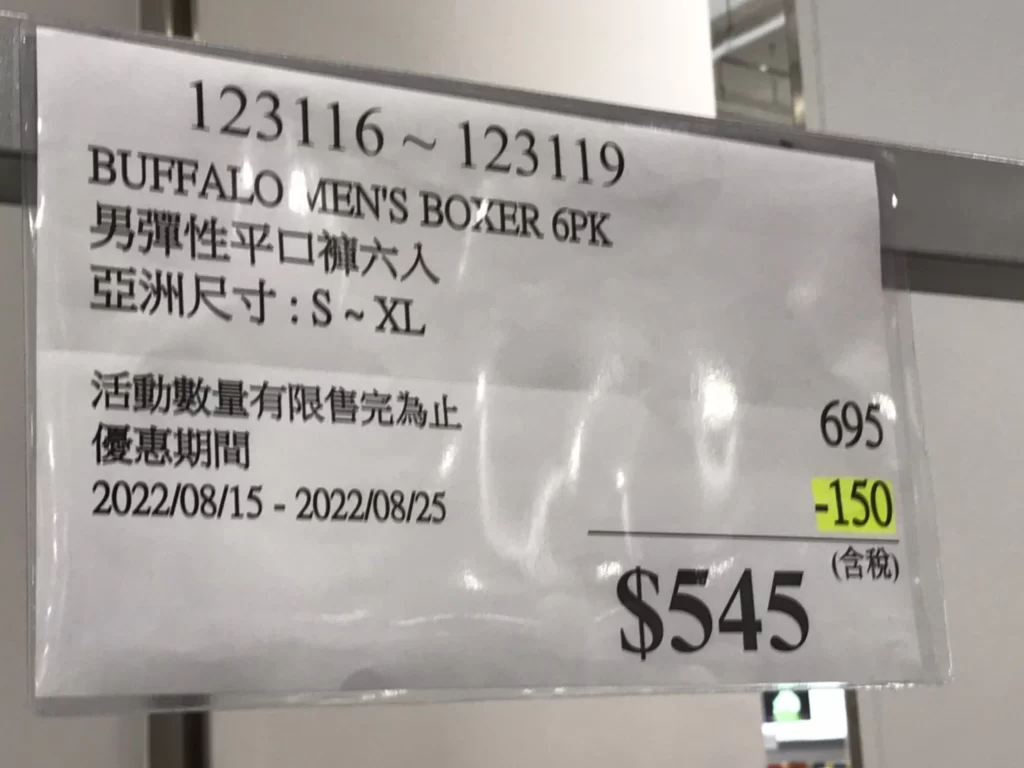 123116 ~ 123119
BUFFALO MEN'S BOXER 6PK
男彈性平口褲六入
亞洲尺寸 : S ~ XL
活動數量有限售完為止
優惠期間
2022/08/15 - 2022/08/25
695
-150
(含稅)
$545